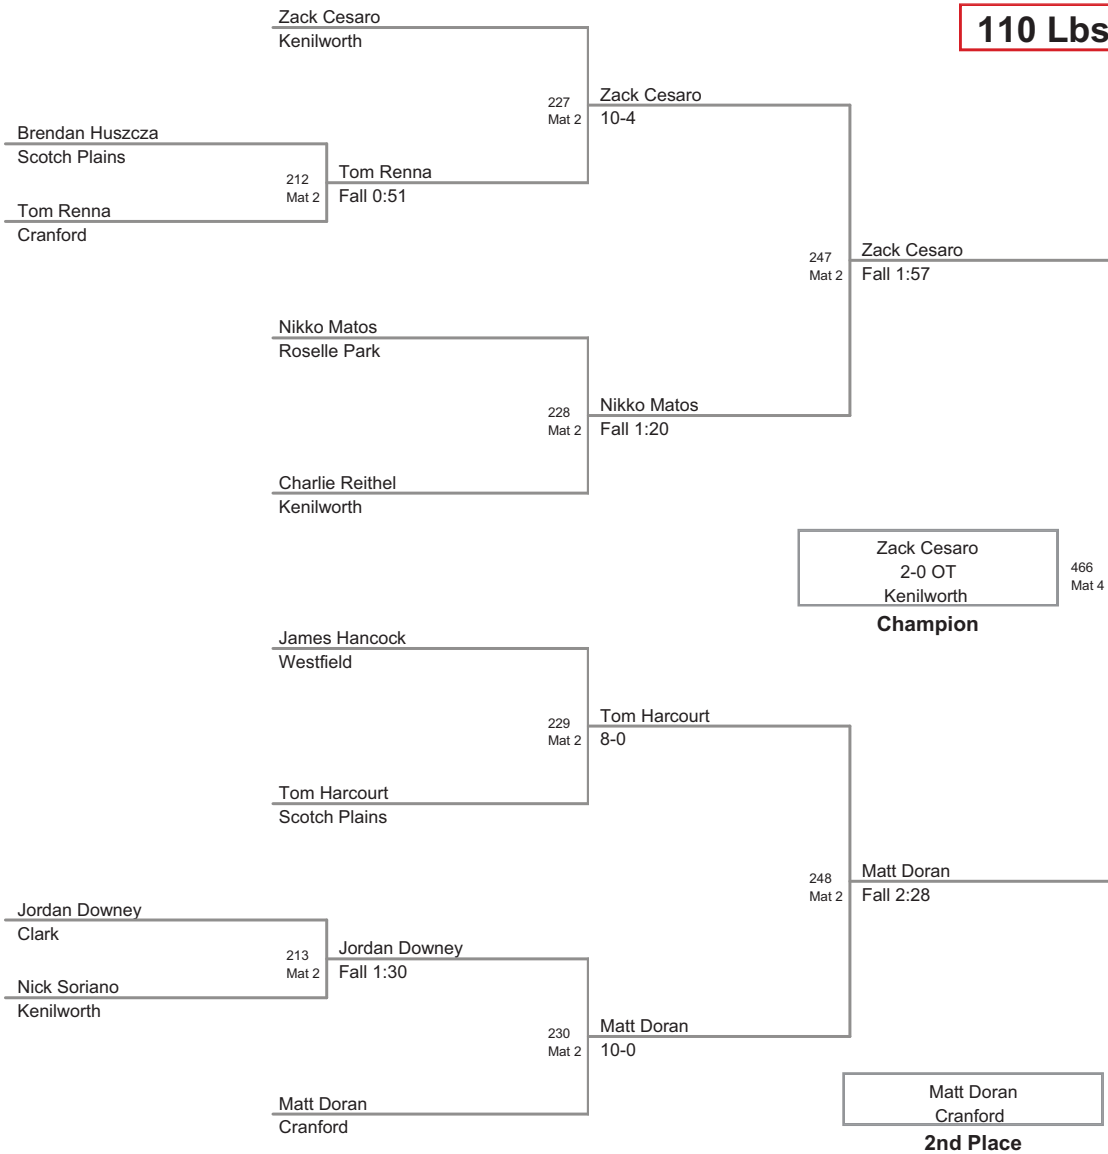 Zack Cesaro
Kenilworth
110 Lbs
227
Mat 2
Zack Cesaro
10-4
Brendan Huszcza
Scotch Plains
212
Mat 2
Tom Renna
Fall 0:51
Tom Renna
Cranford
247
Mat 2
Zack Cesaro
Fall 1:57
Nikko Matos
Roselle Park
228
Mat 2
Nikko Matos
Fall 1:20
Charlie Reithel
Kenilworth
Zack Cesaro
2-0 OT
Kenilworth
466
Mat 4
Champion
James Hancock
Westfield
229
Mat 2
Tom Harcourt
8-0
Tom Harcourt
Scotch Plains
248
Mat 2
Matt Doran
Fall 2:28
Jordan Downey
Clark
213
Mat 2
Jordan Downey
Fall 1:30
Nick Soriano
Kenilworth
230
Mat 2
Matt Doran
10-0
Matt Doran
Cranford
Matt Doran
Cranford
2nd Place